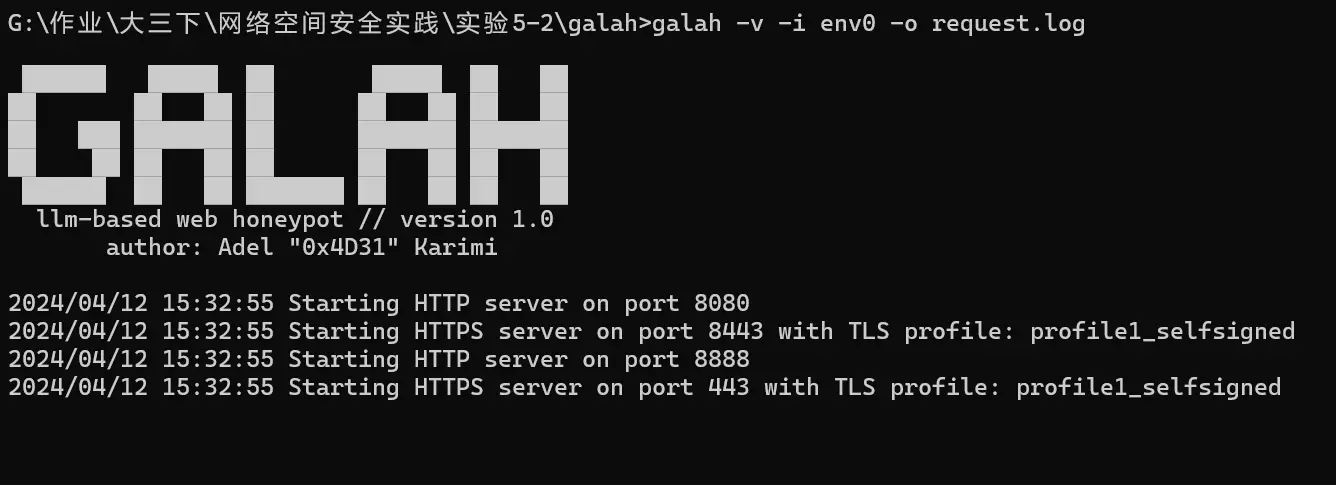 G:\作业\大三下\网络空间安全实践\实验5-2\galah>galah -v -i env0 -o request.log
GALAH
llm-based web honeypot // version 1.0
author: Adel "0x4D31" Karimi
2024/04/12 15:32:55 Starting HTTP server on port 8080
2024/04/12 15:32:55 Starting HTTPS server on port 8443 with TLS profile: profile1_selfsigned
2024/04/12 15:32:55 Starting HTTP server on port 8888
2024/04/12 15:32:55 Starting HTTPS server on port 443 with TLS profile: profile1_selfsigned